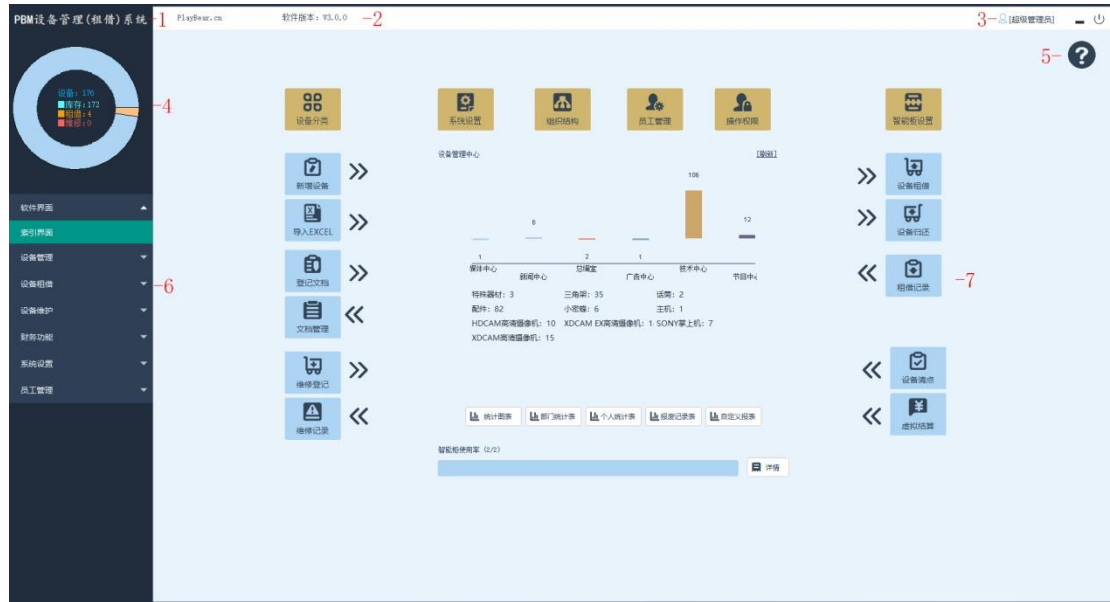 PBM设备管理(租借)系统 -1 PlayBear.cn 软件版本: V3.0.0 -2 3- [超级管理员]
5- ?
设备: 176
库存: 172
租借: 4
维修: 0
-4
设备分类 系统设置 组织结构 员工管理 操作权限 智能柜设置
设备管理中心 [刷新]
新增设备
导入EXCEL
登记文档
文档管理
维修登记
维修记录
106
6 12
1 2 1
媒体中心 新闻中心 总编室 广告中心 技术中心 节目中心
特殊器材: 3 三角架: 35 话筒: 2
配件: 82 小密蜂: 6 主机: 1
HDCAM高清摄像机: 10 XDCAM EX高清摄像机: 1 SONY掌上机: 7
XDCAM高清摄像机: 15
统计图表 部门统计表 个人统计表 报废记录表 自定义报表
智能柜使用率 (2/2)
详情
设备租借
设备归还
租借记录
-7
设备清点
虚拟结算
软件界面
索引界面
设备管理
设备租借
-6
设备维护
财务功能
系统设置
员工管理